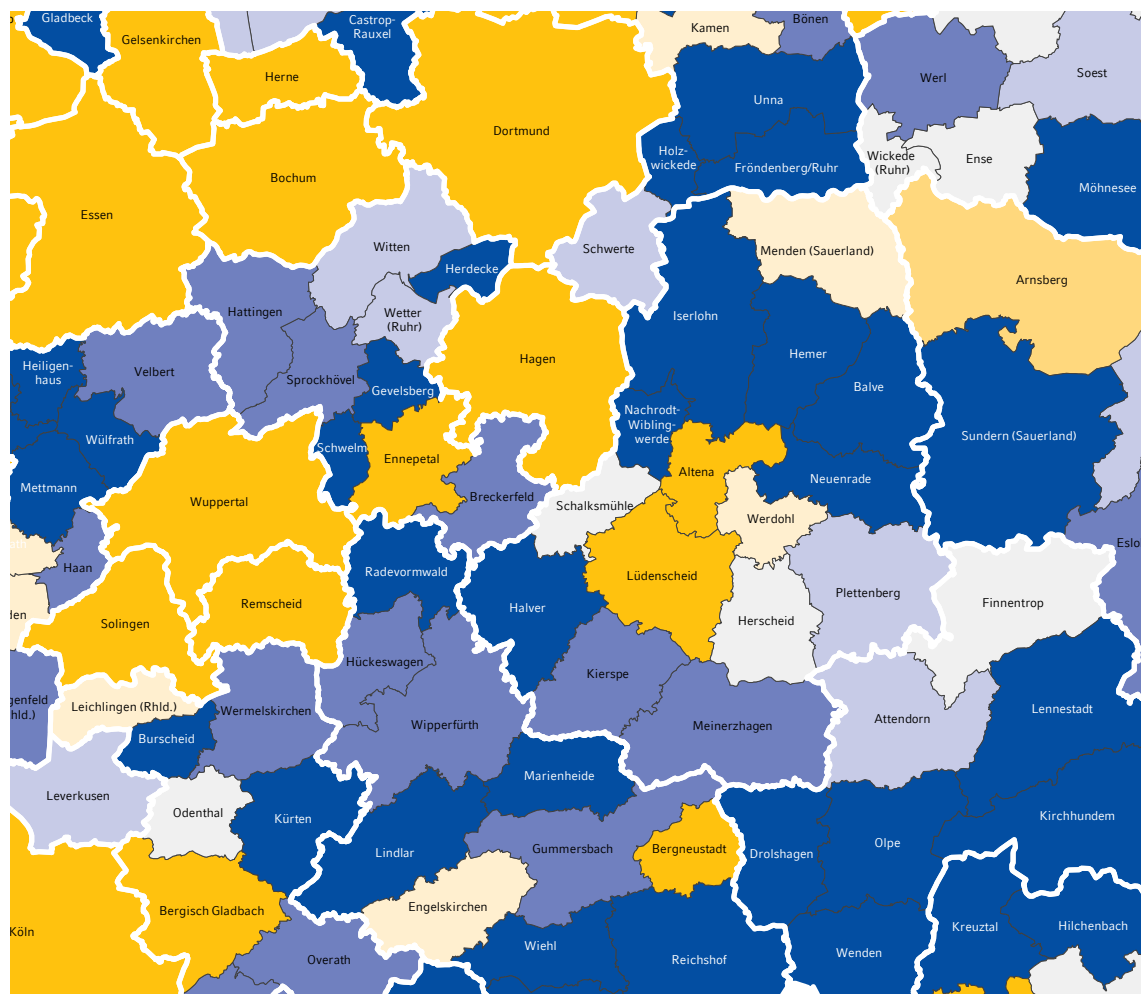 Gladbeck
Castrop-
Rauxel
Bönen
Kamen
Gelsenkirchen
Herne
Werl
Soest
Unna
Dortmund
Holz-
wickede
Fröndenberg/Ruhr
Wickede
(Ruhr)
Ense
Möhnesee
Bochum
Essen
Witten
Schwerte
Menden (Sauerland)
Herdecke
Arnsberg
Hattingen
Wetter
(Ruhr)
Iserlohn
Hemer
Hagen
Heiligen-
haus
Velbert
Sprockhövel
Gevelsberg
Balve
Nachrodt-
Wibling-
werde
Wülfrath
Schwelm
Sundern (Sauerland)
Ennepetal
Altena
Neuenrade
Mettmann
Wuppertal
Breckerfeld
Schalksmühle
Werdohl
Eslo
Haan
Radevormwald
Lüdenscheid
Plettenberg
Finnentrop
den
Solingen
Remscheid
Halver
Herscheid
Hückeswagen
Kierspe
genfeld
hld.)
Leichlingen (Rhld.)
Wermelskirchen
Wipperfürth
Meinerzhagen
Attendorn
Lennestadt
Burscheid
Marienheide
Leverkusen
Odenthal
Kürten
Kirchhundem
Lindlar
Gummersbach
Bergneustadt
Drolshagen
Olpe
Bergisch Gladbach
Engelskirchen
Köln
Wiehl
Kreuztal
Hilchenbach
Overath
Reichshof
Wenden